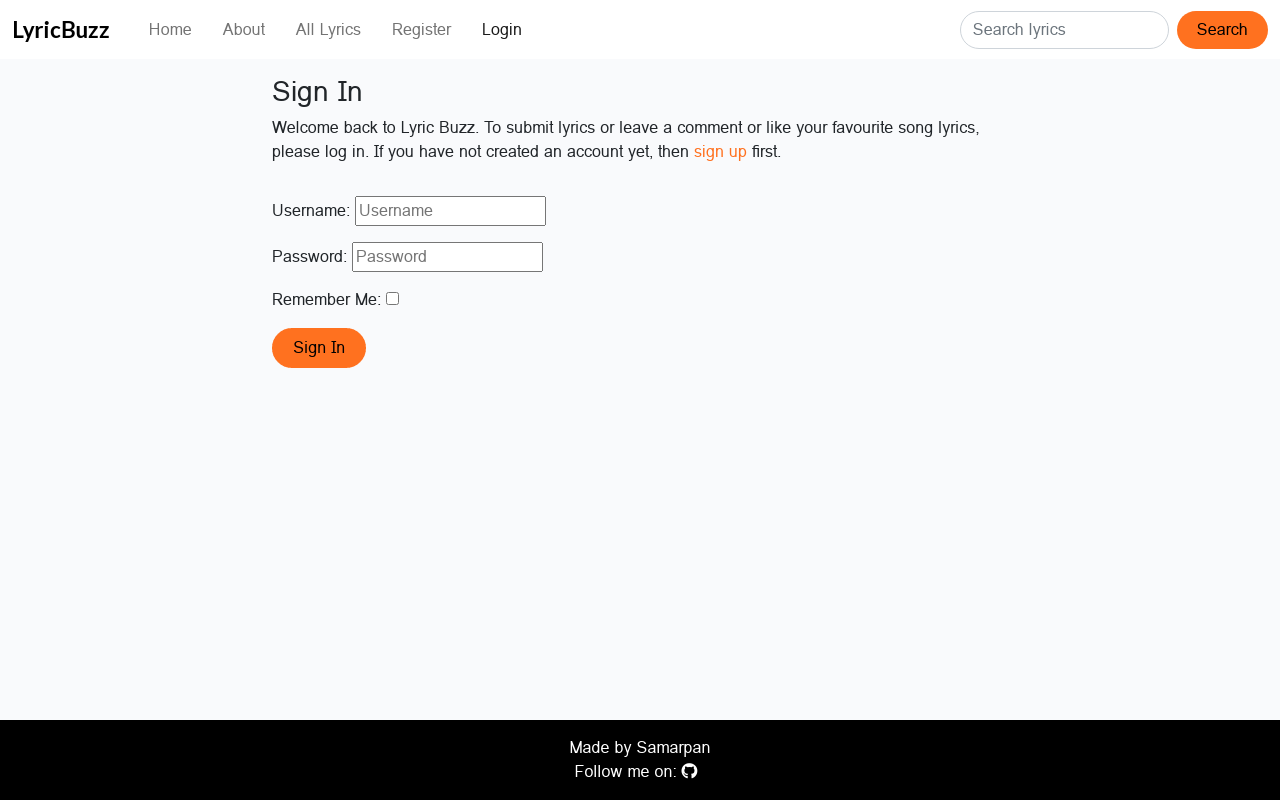 LyricBuzz Home About All Lyrics Register Login Search lyrics Search
Sign In
Welcome back to Lyric Buzz. To submit lyrics or leave a comment or like your favourite song lyrics,
please log in. If you have not created an account yet, then sign up first.
Username: Username
Password: Password
Remember Me:
Sign In
Made by Samarpan
Follow me on: